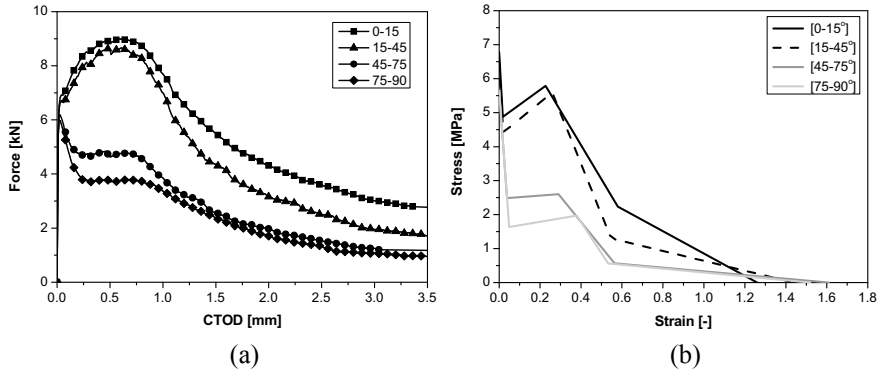 0-15
15-45
45-75
75-90
10
8
6
4
2
0
Force [kN]
0.0 0.5 1.0 1.5 2.0 2.5 3.0 3.5
CTOD [mm]
(a)
[0-15°]
[15-45°]
[45-75°]
[75-90°]
8
7
6
5
4
3
2
1
0
Stress [MPa]
0.0 0.2 0.4 0.6 0.8 1.0 1.2 1.4 1.6 1.8
Strain [-]
(b)